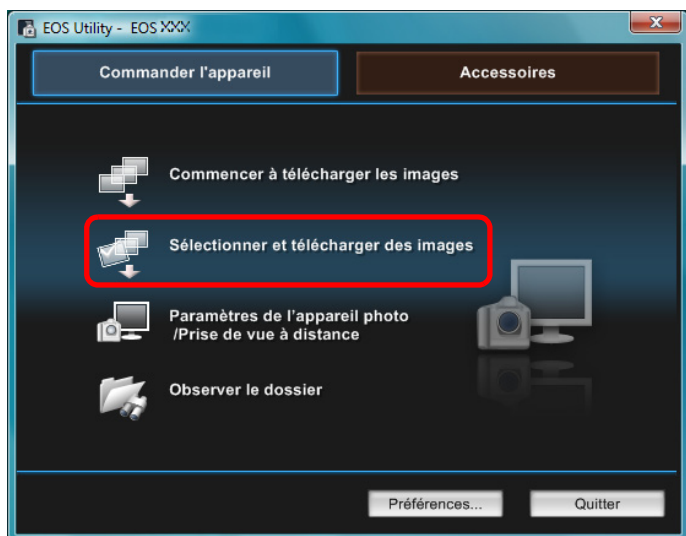 EOS Utility - EOS XXX
Commander l'appareil
Accessoires
Commencer à télécharger les images
Sélectionner et télécharger des images
Paramètres de l’appareil photo
/Prise de vue à distance
Observer le dossier
Préférences...
Quitter